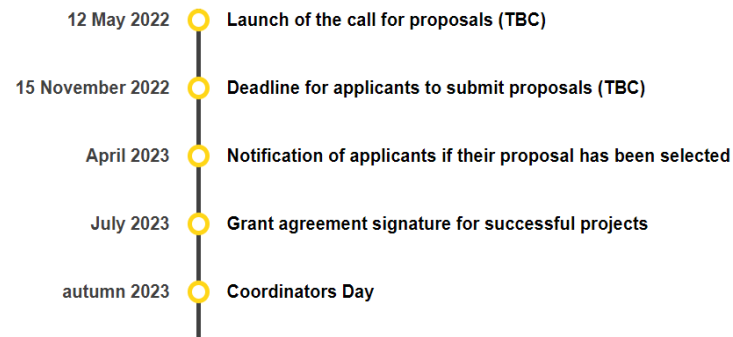 12 May 2022 Launch of the call for proposals (TBC)
15 November 2022 Deadline for applicants to submit proposals (TBC)
April 2023 Notification of applicants if their proposal has been selected
July 2023 Grant agreement signature for successful projects
autumn 2023 Coordinators Day